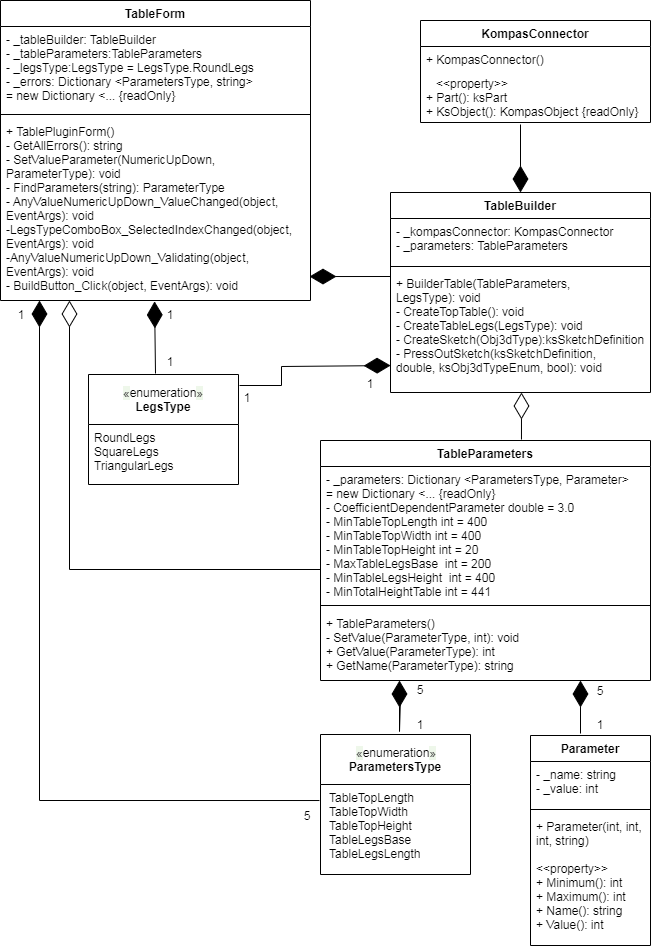 TableForm
- _tableBuilder: TableBuilder
- _tableParameters:TableParameters
- _legsType:LegsType = LegsType.RoundLegs
- _errors: Dictionary <ParametersType, string>
= new Dictionary <... {readOnly}
+ TablePluginForm()
- GetAllErrors(): string
- SetValueParameter(NumericUpDown,
ParameterType): void
- FindParameters(string): ParameterType
- AnyValueNumericUpDown_ValueChanged(object,
EventArgs): void
-LegsTypeComboBox_SelectedIndexChanged(object,
EventArgs): void
-AnyValueNumericUpDown_Validating(object,
EventArgs): void
- BuildButton_Click(object, EventArgs): void
KompasConnector
+ KompasConnector()
<<property>>
+ Part(): ksPart
+ KsObject(): KompasObject {readOnly}
TableBuilder
- _kompasConnector: KompasConnector
- _parameters: TableParameters
+ BuilderTable(TableParameters,
LegsType): void
- CreateTopTable(): void
- CreateTableLegs(LegsType): void
- CreateSketch(Obj3dType):ksSketchDefinition
- PressOutSketch(ksSketchDefinition,
double, ksObj3dTypeEnum, bool): void
1
1
1
1
1
«enumeration»
LegsType
RoundLegs
SquareLegs
TriangularLegs
TableParameters
- _parameters: Dictionary <ParametersType, Parameter>
= new Dictionary <... {readOnly}
- CoefficientDependentParameter double = 3.0
- MinTableTopLength int = 400
- MinTableTopWidth int = 400
- MinTableTopHeight int = 20
- MaxTableLegsBase int = 200
- MinTableLegsHeight int = 400
- MinTotalHeightTable int = 441
+ TableParameters()
- SetValue(ParameterType, int): void
+ GetValue(ParameterType): int
+ GetName(ParameterType): string
5
5
1
1
«enumeration»
ParametersType
TableTopLength
TableTopWidth
TableTopHeight
TableLegsBase
TableLegsLength
5
Parameter
- _name: string
- _value: int
+ Parameter(int, int,
int, string)
<<property>>
+ Minimum(): int
+ Maximum(): int
+ Name(): string
+ Value(): int